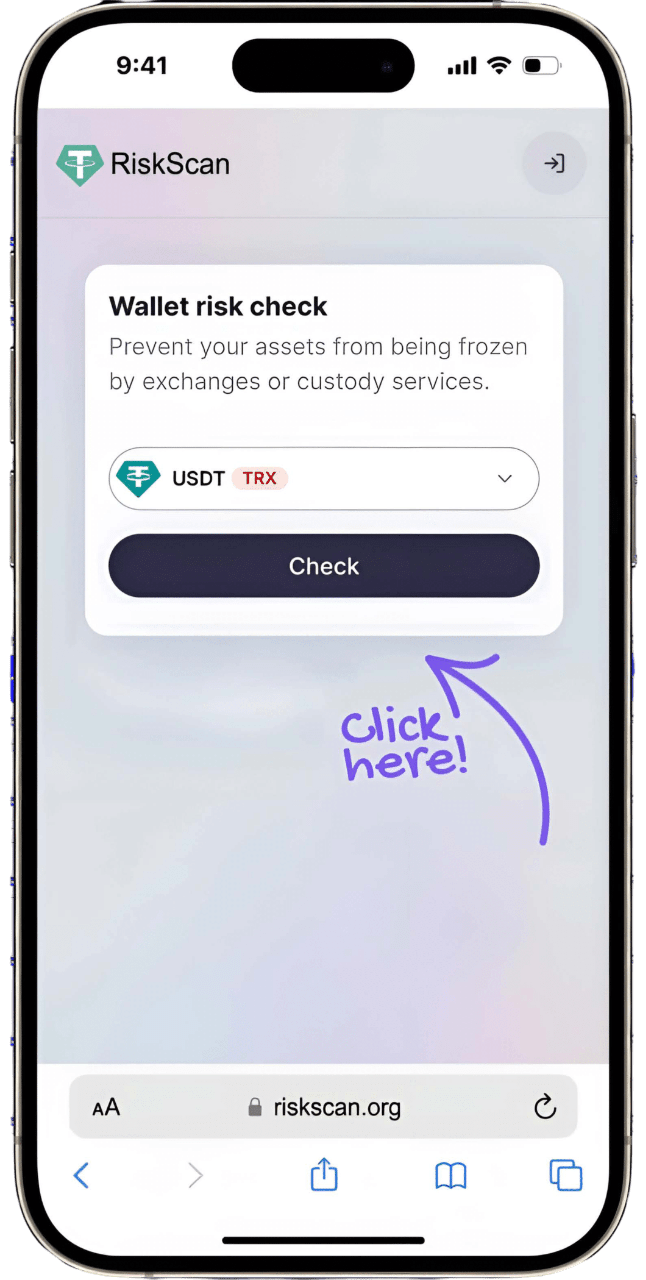 9:41
RiskScan
Wallet risk check
Prevent your assets from being frozen
by exchanges or custody services.
USDT TRX
Check
Click
here!
AA riskscan.org